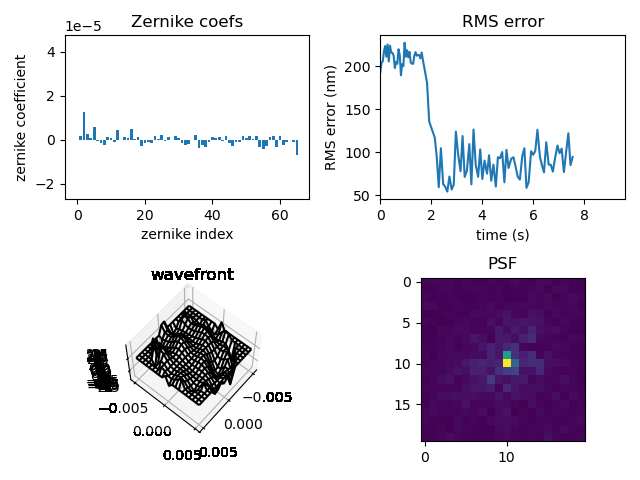 Zernike coefs
1e−5
4
2
0
−2
zernike coefficient
0 20 40 60
zernike index
RMS error
200
150
100
50
RMS error (nm)
0 2 4 6 8
time (s)
wavefront
−0.005
0.000
0.005
−0.005
0.000
0.005
PSF
0
5
10
15
0 10